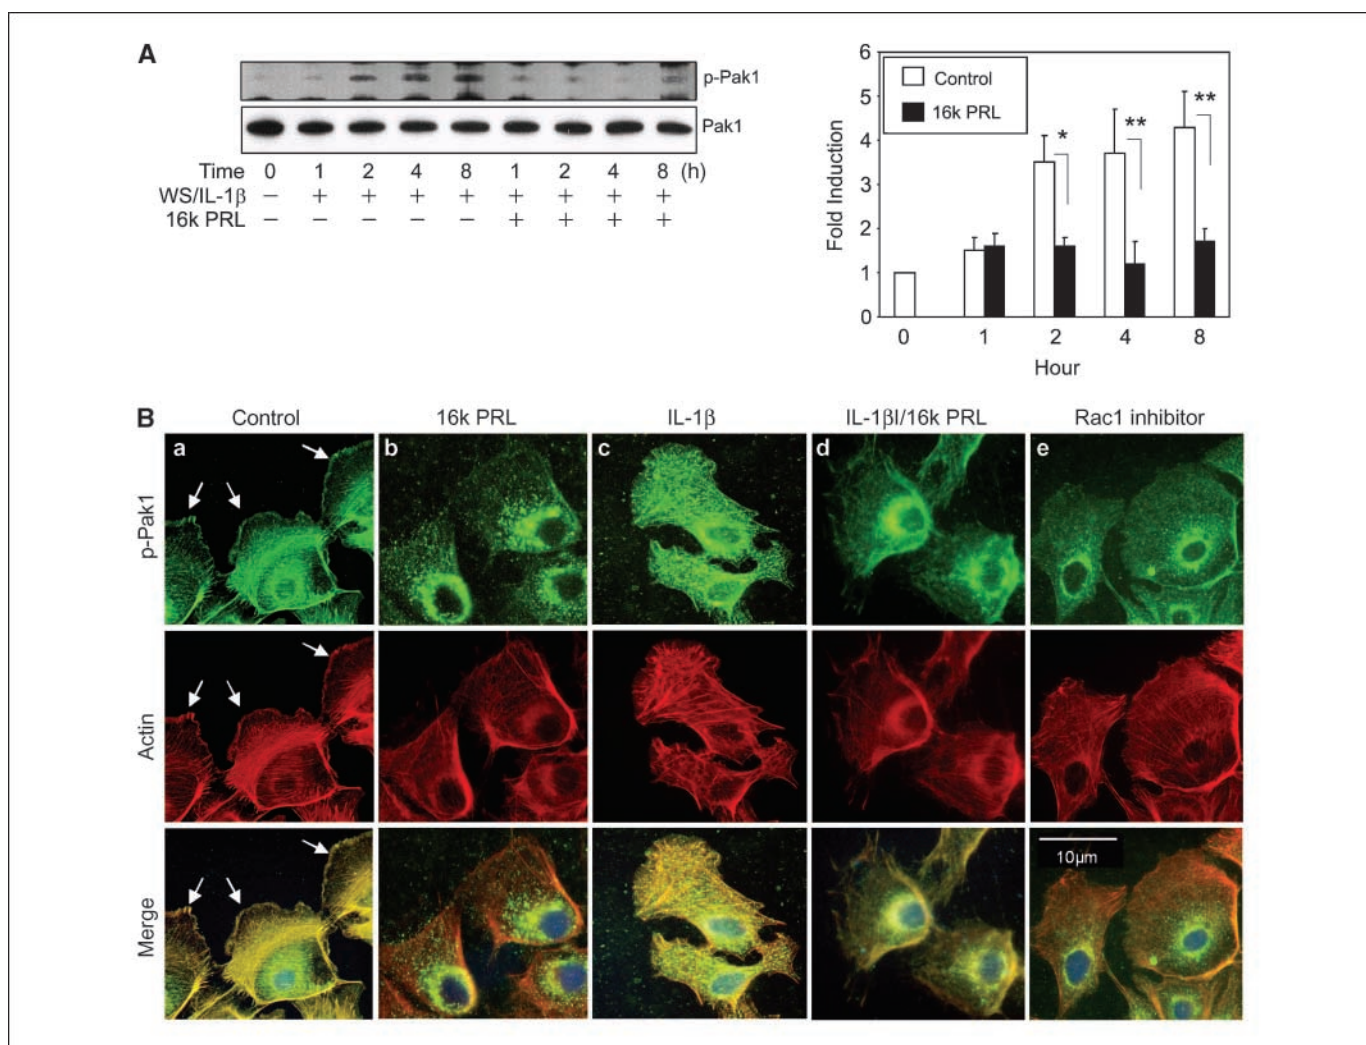 A
p-Pak1
Pak1
Time 0 1 2 4 8 1 2 4 8 (h)
WS/IL-1β − + + + + + + + +
16k PRL − − − − − + + + +
6
5
4
3
2
1
0
Fold Induction
Control
16k PRL
*
**
**
0 1 2 4 8
Hour
B
Control 16k PRL IL-1β IL-1βI/16k PRL Rac1 inhibitor
a b c d e
p-Pak1
Actin
Merge
10μm